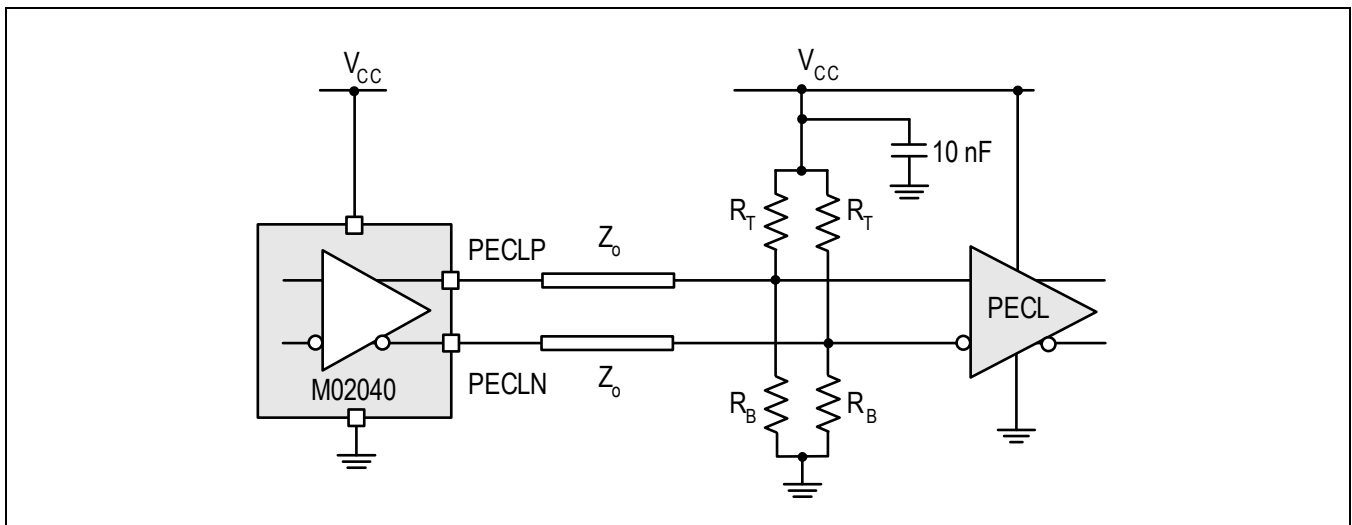 V_CC
V_CC
10 nF
R_T
R_T
PECLP
Z_o
PECL
M02040
PECLN
Z_o
R_B
R_B